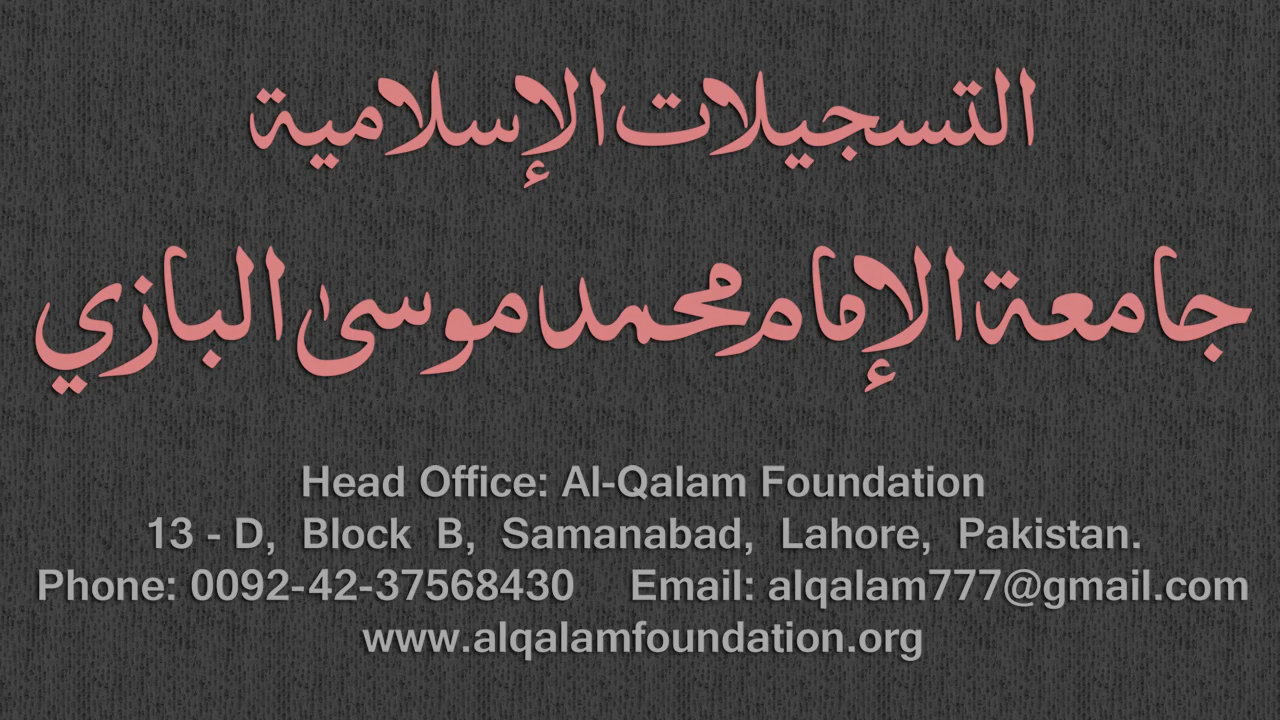 التسجيلات الإسلامية
جامعة الإمام محمد موسىٰ البازي
Head Office: Al-Qalam Foundation
13 - D, Block B, Samanabad, Lahore, Pakistan.
Phone: 0092-42-37568430 Email: alqalam777@gmail.com
www.alqalamfoundation.org